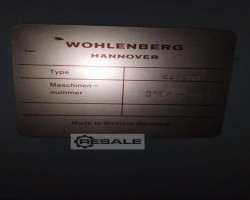 WOHLENBERG
HANNOVER
Type
Maschinen-
nummer
RESALE
Made in Western Germany